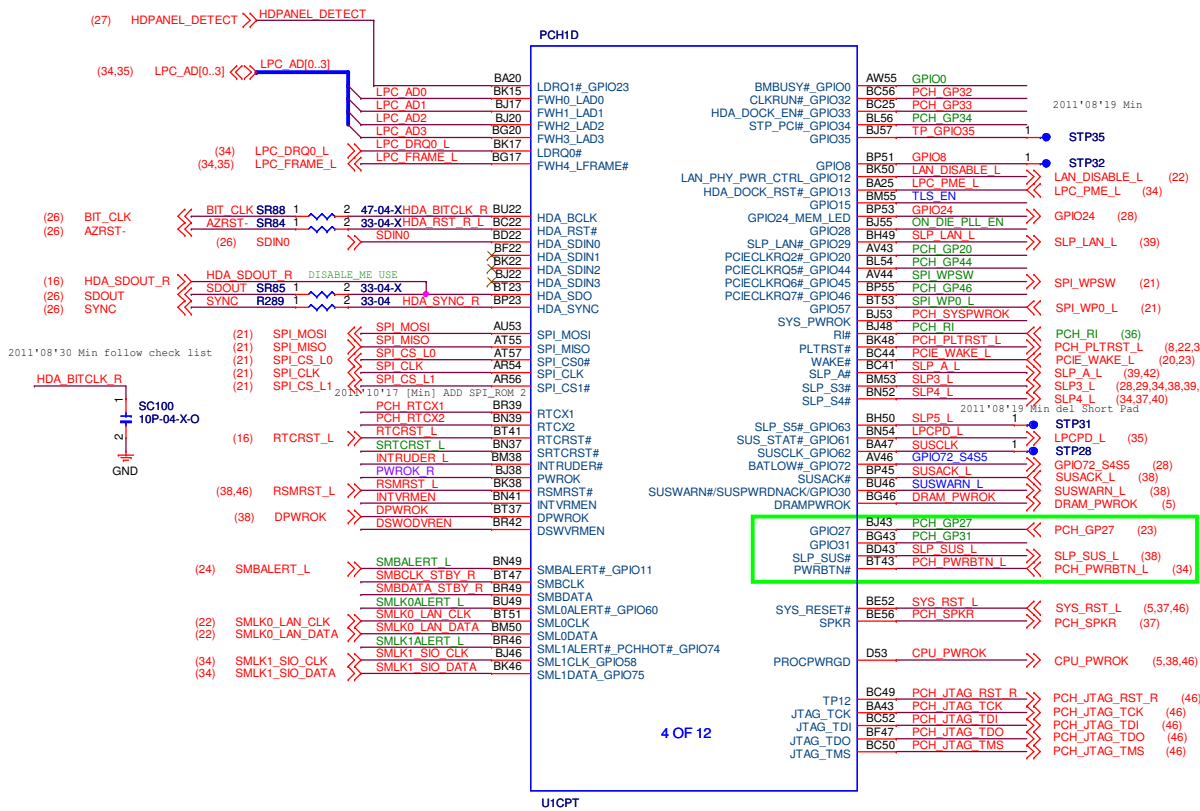 (27) HDPANEL_DETECT HDPANEL_DETECT
PCH1D
(34,35) LPC_AD[0..3] LPC_AD[0..3]
BA20 LDRQ1#_GPIO23
LPC_AD0 BK15 FWH0_LAD0
LPC_AD1 BJ17 FWH1_LAD1
LPC_AD2 BJ20 FWH2_LAD2
LPC_AD3 BG20 FWH3_LAD3
(34) LPC_DRQ0_L LPC_DRQ0_L BK17 LDRQ0#
(34,35) LPC_FRAME_L LPC_FRAME_L BG17 FWH4_LFRAME#
(26) BIT_CLK BIT_CLK SR88 1 2 47-04-X HDA_BITCLK_R BU22 HDA_BCLK
(26) AZRST- AZRST- SR84 1 2 33-04-X HDA_RST_R_L BC22 HDA_RST#
(26) SDIN0 SDIN0 BD22 HDA_SDIN0
BF22 HDA_SDIN1
BK22 HDA_SDIN2
(16) HDA_SDOUT_R HDA_SDOUT_R DISABLE_ME USE BJ22 HDA_SDIN3
(26) SDOUT SDOUT SR85 1 2 33-04-X BT23 HDA_SDO
(26) SYNC SYNC R289 1 2 33-04 HDA_SYNC_R BP23 HDA_SYNC
(21) SPI_MOSI SPI_MOSI AU53 SPI_MOSI
(21) SPI_MISO SPI_MISO AT55 SPI_MISO
(21) SPI_CS_L0 SPI_CS_L0 AT57 SPI_CS0#
(21) SPI_CLK SPI_CLK AR54 SPI_CLK
(21) SPI_CS_L1 SPI_CS_L1 AR56 SPI_CS1#
2011'08'30 Min follow check list
HDA_BITCLK_R
1
SC100
10P-04-X-O
2
GND
2011'10'17 [Min] ADD SPI_ROM 2
PCH_RTCX1 BR39 RTCX1
PCH_RTCX2 BN39 RTCX2
(16) RTCRST_L RTCRST_L BT41 RTCRST#
SRTCRST_L BN37 SRTCRST#
INTRUDER_L BM38 INTRUDER#
PWROK_R BJ38 PWROK
(38,46) RSMRST_L RSMRST_L BK38 RSMRST#
INTVRMEN BN41 INTVRMEN
(38) DPWROK DPWROK BT37 DPWROK
DSWODVREN BR42 DSWVRMEN
(24) SMBALERT_L SMBALERT_L BN49 SMBALERT#_GPIO11
SMBCLK_STBY_R BT47 SMBCLK
SMBDATA_STBY_R BR49 SMBDATA
SMLK0ALERT_L BU49 SML0ALERT#_GPIO60
(22) SMLK0_LAN_CLK SMLK0_LAN_CLK BT51 SML0CLK
(22) SMLK0_LAN_DATA SMLK0_LAN_DATA BM50 SML0DATA
SMLK1ALERT_L BR46 SML1ALERT#_PCHHOT#_GPIO74
(34) SMLK1_SIO_CLK SMLK1_SIO_CLK BJ46 SML1CLK_GPIO58
(34) SMLK1_SIO_DATA SMLK1_SIO_DATA BK46 SML1DATA_GPIO75
BMBUSY#_GPIO0 AW55 GPIO0
CLKRUN#_GPIO32 BC56 PCH_GP32
HDA_DOCK_EN#_GPIO33 BC25 PCH_GP33
2011'08'19 Min
STP_PCI#_GPIO34 BL56 PCH_GP34
GPIO35 BJ57 TP_GPIO35 1 STP35
GPIO8 BP51 GPIO8 1 STP32
LAN_PHY_PWR_CTRL_GPIO12 BK50 LAN_DISABLE_L LAN_DISABLE_L (22)
HDA_DOCK_RST#_GPIO13 BA25 LPC_PME_L LPC_PME_L (34)
GPIO15 BM55 TLS_EN
GPIO24_MEM_LED BP53 GPIO24 GPIO24 (28)
GPIO28 BJ55 ON_DIE_PLL_EN
SLP_LAN#_GPIO29 BH49 SLP_LAN_L SLP_LAN_L (39)
PCIECLKRQ2#_GPIO20 AV43 PCH_GP20
PCIECLKRQ5#_GPIO44 BL54 PCH_GP44
PCIECLKRQ6#_GPIO45 AV44 SPI_WPSW SPI_WPSW (21)
PCIECLKRQ7#_GPIO46 BP55 PCH_GP46
GPIO57 BT53 SPI_WP0_L SPI_WP0_L (21)
SYS_PWROK BJ53 PCH_SYSPWROK
RI# BJ48 PCH_RI PCH_RI (36)
PLTRST# BK48 PCH_PLTRST_L PCH_PLTRST_L (8,22,3
WAKE# BC44 PCIE_WAKE_L PCIE_WAKE_L (20,23)
SLP_A# BC41 SLP_A_L SLP_A_L (39,42)
SLP_S3# BM53 SLP3_L SLP3_L (28,29,34,38,39,
SLP_S4# BN52 SLP4_L SLP4_L (34,37,40)
2011'08'19 Min del Short Pad
SLP_S5#_GPIO63 BH50 SLP5_L 1 STP31
SUS_STAT#_GPIO61 BN54 LPCPD_L LPCPD_L (35)
SUSCLK_GPIO62 BA47 SUSCLK 1 STP28
BATLOW#_GPIO72 AV46 GPIO72_S4S5 GPIO72_S4S5 (28)
SUSACK# BP45 SUSACK_L SUSACK_L (38)
SUSWARN#/SUSPWRDNACK/GPIO30 BU46 SUSWARN_L SUSWARN_L (38)
DRAMPWROK BG46 DRAM_PWROK DRAM_PWROK (5)
GPIO27 BJ43 PCH_GP27 PCH_GP27 (23)
GPIO31 BG43 PCH_GP31
SLP_SUS# BD43 SLP_SUS_L SLP_SUS_L (38)
PWRBTN# BT43 PCH_PWRBTN_L PCH_PWRBTN_L (34)
SYS_RESET# BE52 SYS_RST_L SYS_RST_L (5,37,46)
SPKR BE56 PCH_SPKR PCH_SPKR (37)
PROCPWRGD D53 CPU_PWROK CPU_PWROK (5,38,46)
TP12 BC49 PCH_JTAG_RST_R PCH_JTAG_RST_R (46)
JTAG_TCK BA43 PCH_JTAG_TCK PCH_JTAG_TCK (46)
JTAG_TDI BC52 PCH_JTAG_TDI PCH_JTAG_TDI (46)
JTAG_TDO BF47 PCH_JTAG_TDO PCH_JTAG_TDO (46)
JTAG_TMS BC50 PCH_JTAG_TMS PCH_JTAG_TMS (46)
4 OF 12
U1CPT